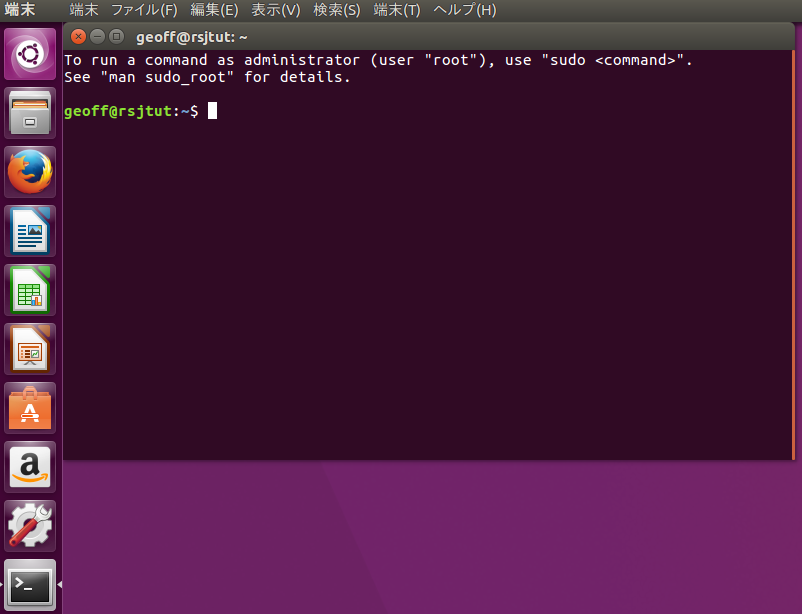 端末 端末 ファイル(F) 編集(E) 表示(V) 検索(S) 端末(T) ヘルプ(H)
geoff@rsjtut: ~
To run a command as administrator (user "root"), use "sudo <command>".
See "man sudo_root" for details.
geoff@rsjtut:~$
A
a
>_